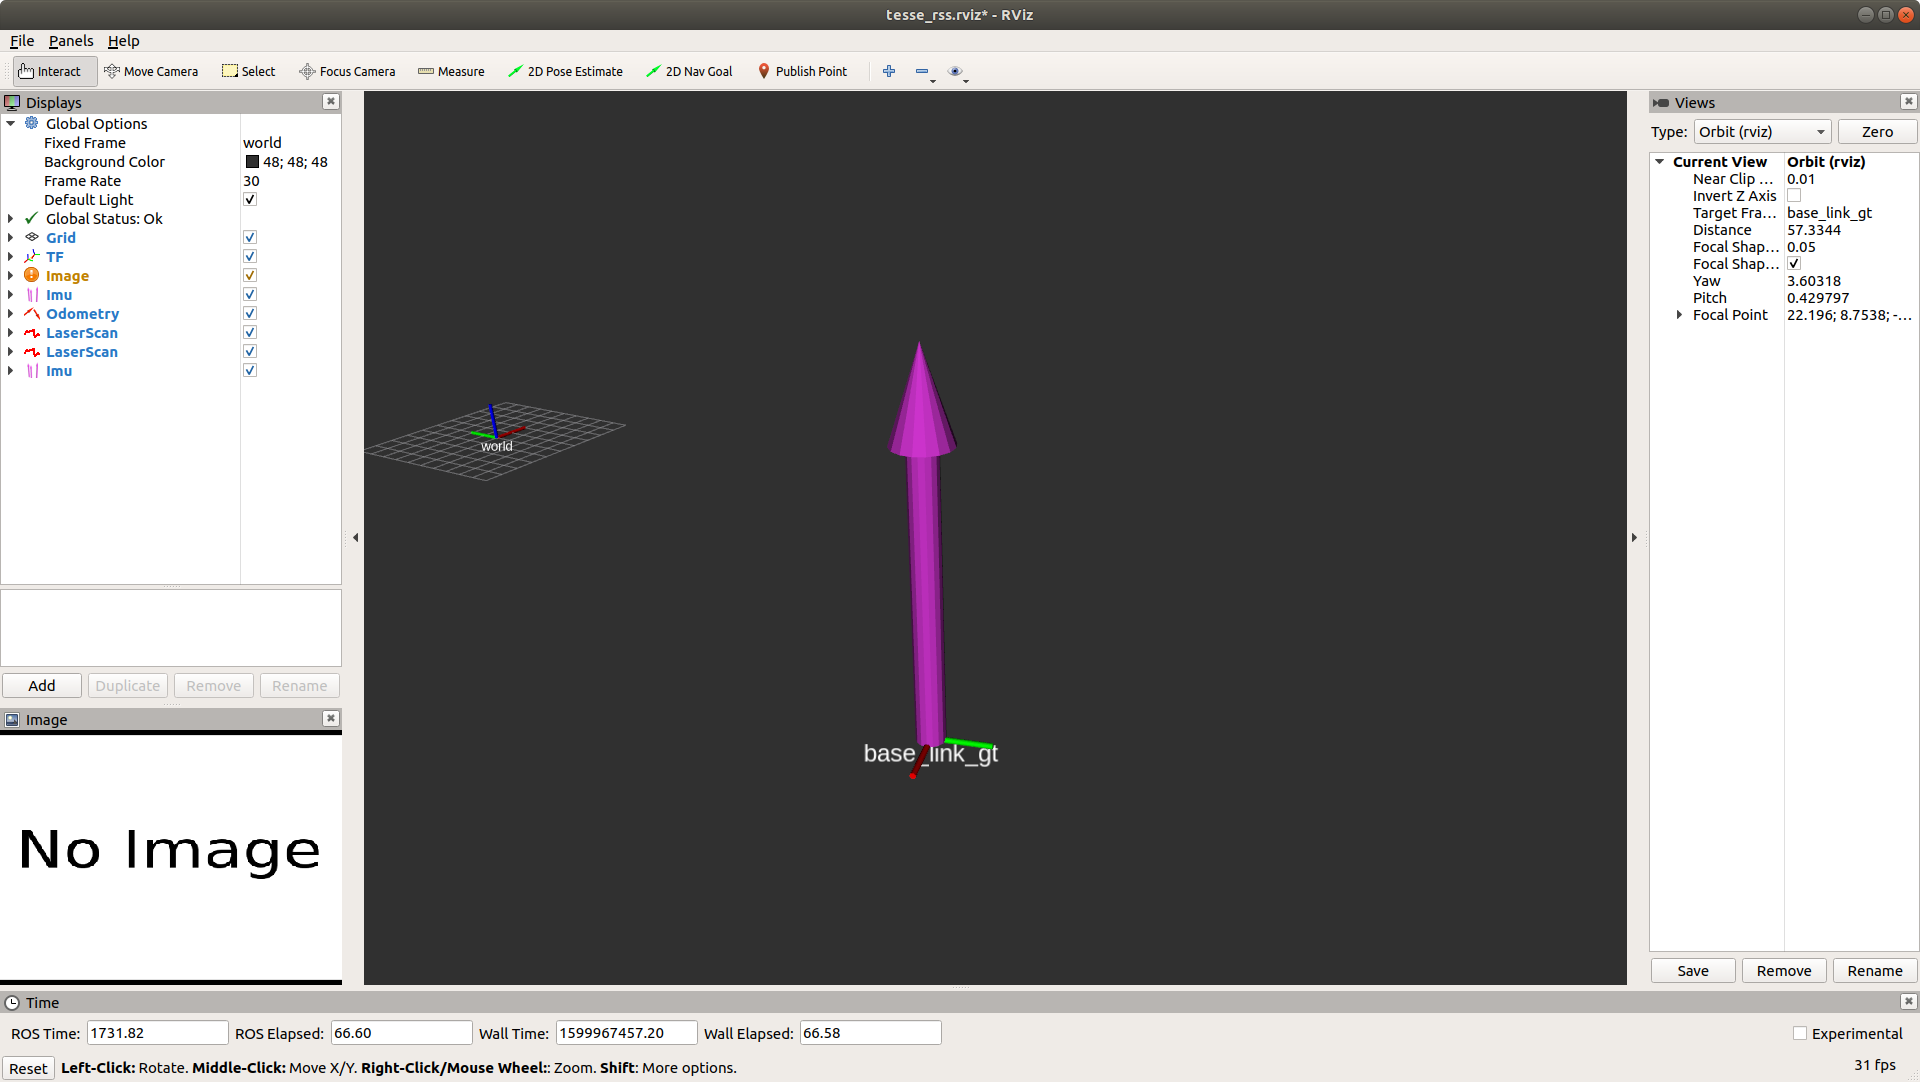 tesse_rss.rviz* - RViz
File Panels Help
Interact Move Camera Select Focus Camera Measure 2D Pose Estimate 2D Nav Goal Publish Point
Displays
Global Options
Fixed Frame world
Background Color 48; 48; 48
Frame Rate 30
Default Light
Global Status: Ok
Grid
TF
Image
Imu
Odometry
LaserScan
LaserScan
Imu
Add Duplicate Remove Rename
Image
No Image
world
base_link_gt
Views
Type: Orbit (rviz) Zero
Current View Orbit (rviz)
Near Clip ... 0.01
Invert Z Axis
Target Fra... base_link_gt
Distance 57.3344
Focal Shap... 0.05
Focal Shap...
Yaw 3.60318
Pitch 0.429797
Focal Point 22.196; 8.7538; -...
Save Remove Rename
Time
ROS Time: 1731.82 ROS Elapsed: 66.60 Wall Time: 1599967457.20 Wall Elapsed: 66.58 Experimental
Reset Left-Click: Rotate. Middle-Click: Move X/Y. Right-Click/Mouse Wheel:: Zoom. Shift: More options. 31 fps